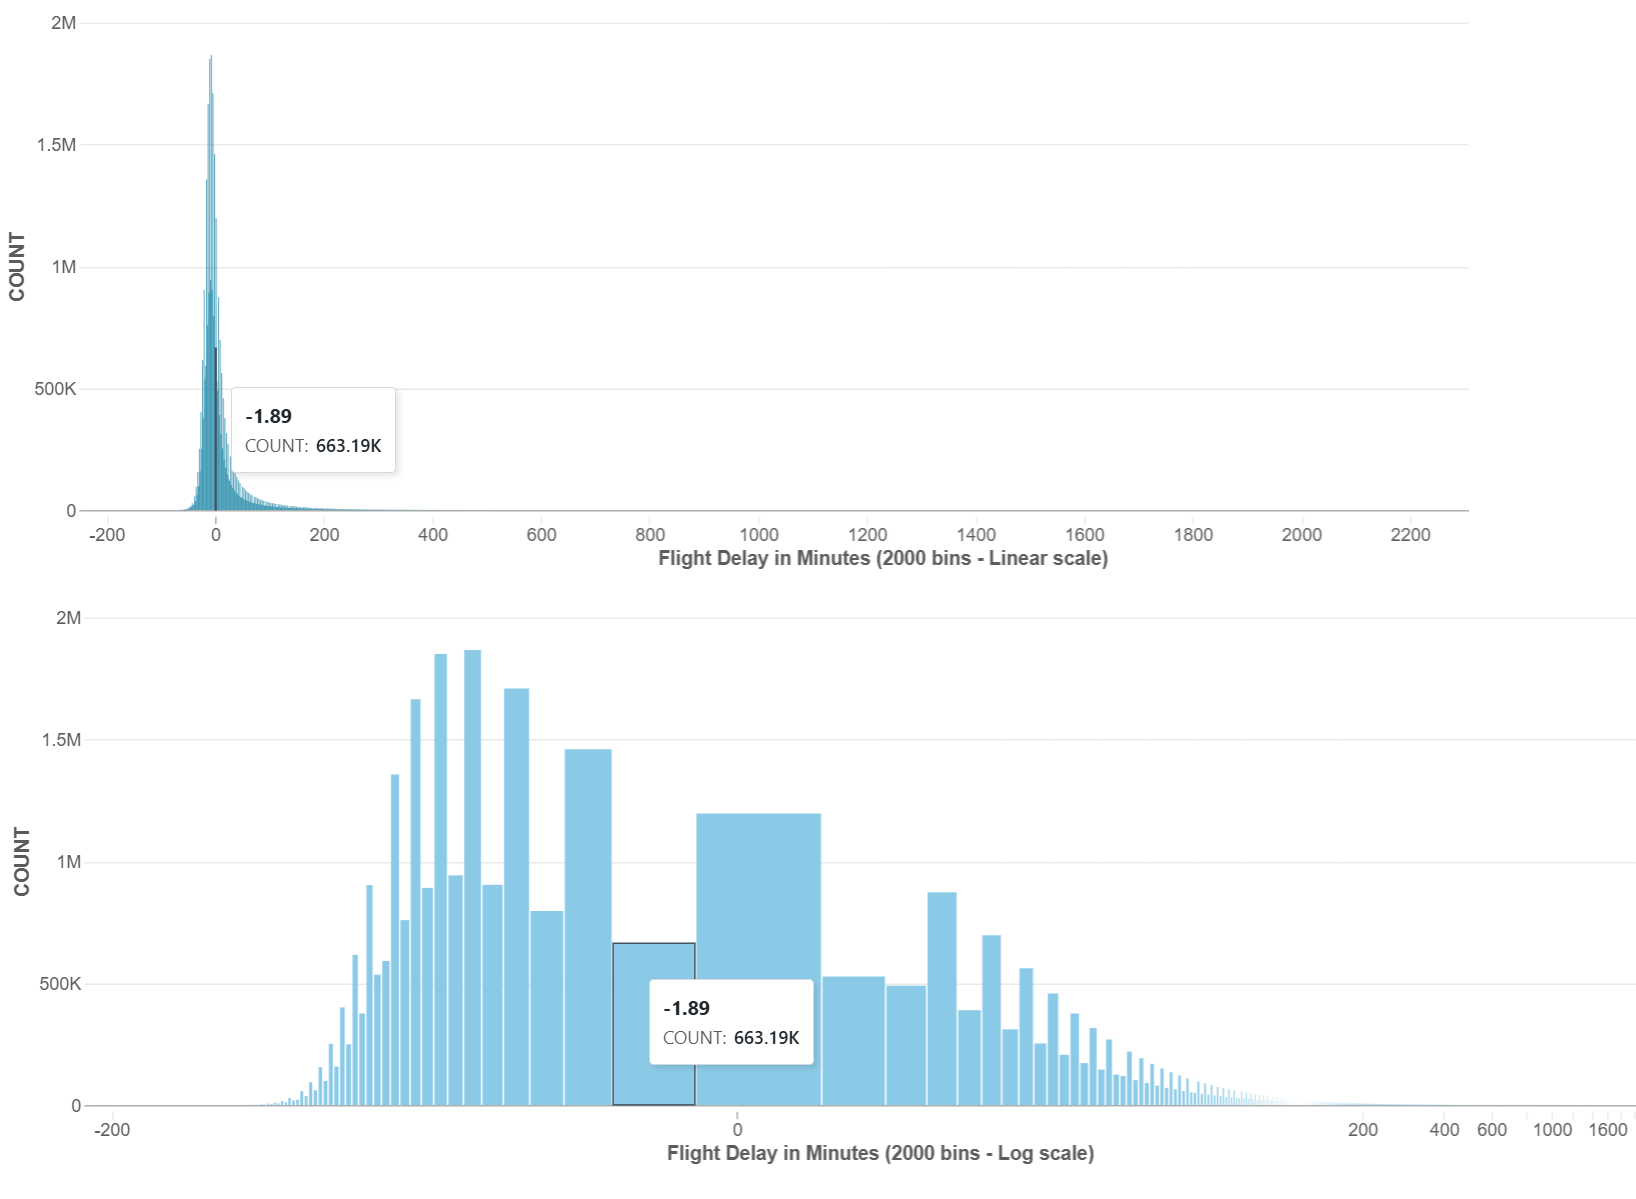 2M
1.5M
1M
500K
0
COUNT
-1.89
COUNT: 663.19K
-200 0 200 400 600 800 1000 1200 1400 1600 1800 2000 2200
Flight Delay in Minutes (2000 bins - Linear scale)
2M
1.5M
1M
500K
0
COUNT
-1.89
COUNT: 663.19K
-200 0 200 400 600 1000 1600
Flight Delay in Minutes (2000 bins - Log scale)